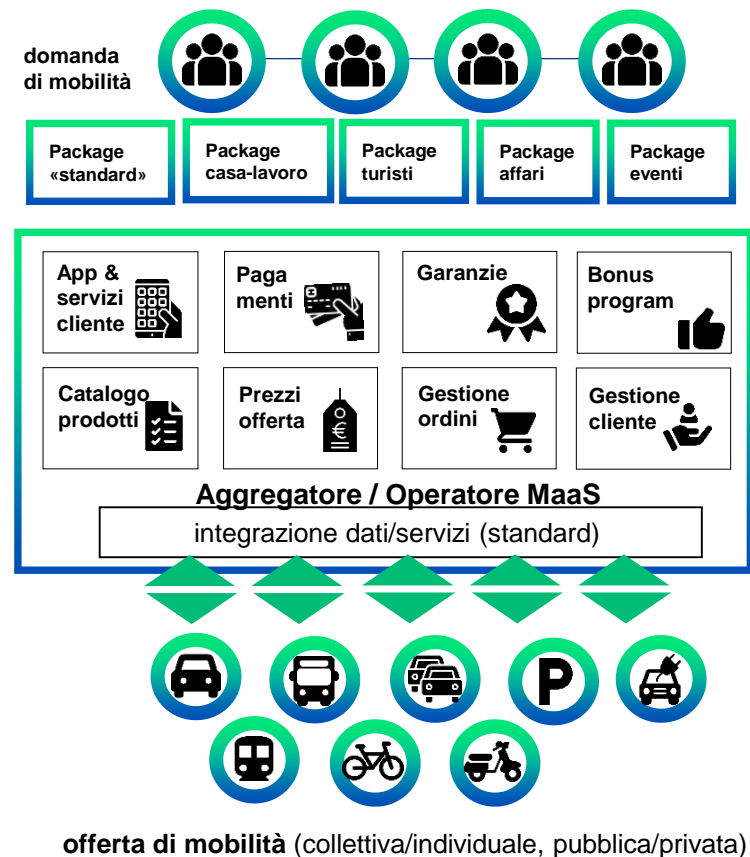 domanda
di mobilità
Package
«standard»
Package
casa-lavoro
Package
turisti
Package
affari
Package
eventi
App &
servizi
cliente
Paga
menti
Garanzie
Bonus
program
Catalogo
prodotti
Prezzi
offerta
€
Gestione
ordini
Gestione
cliente
Aggregatore / Operatore MaaS
integrazione dati/servizi (standard)
P
offerta di mobilità (collettiva/individuale, pubblica/privata)